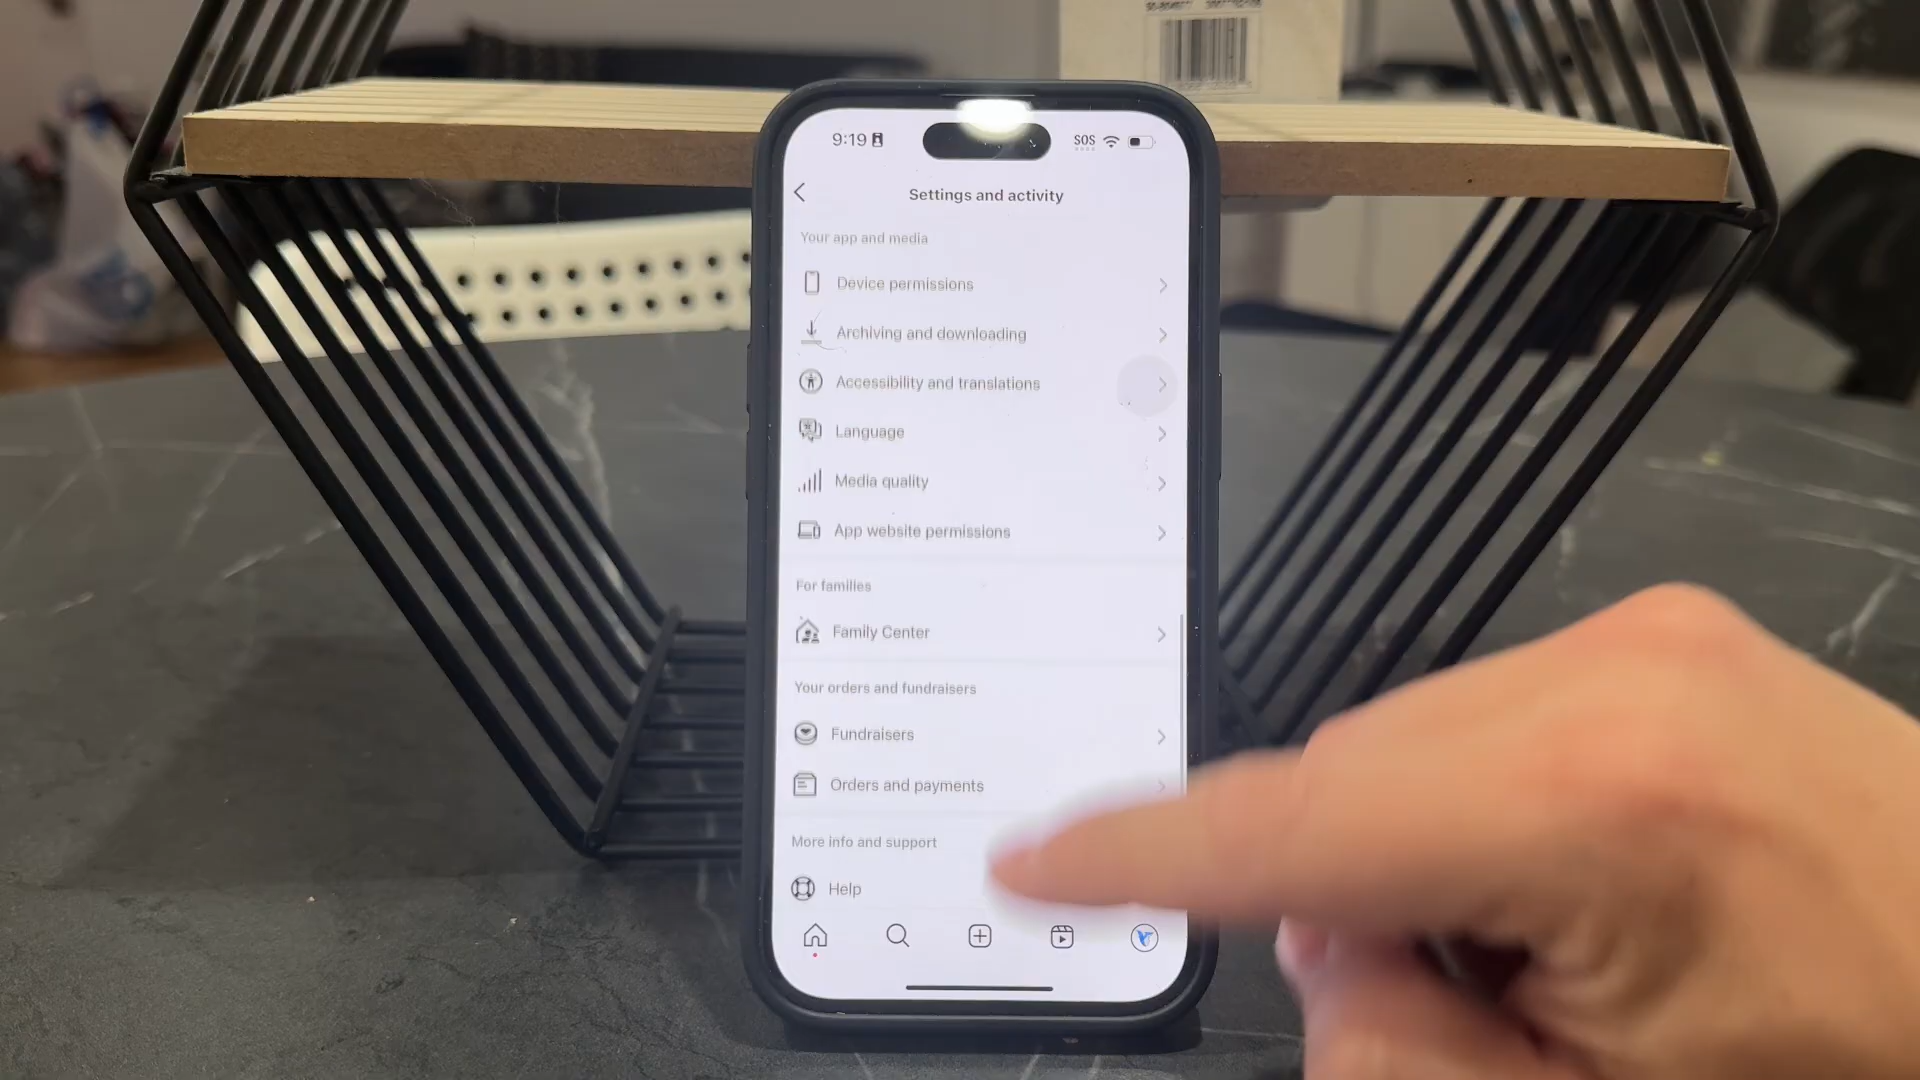 9:19
SOS
Settings and activity
Your app and media
Device permissions
Archiving and downloading
Accessibility and translations
Language
Media quality
App website permissions
For families
Family Center
Your orders and fundraisers
Fundraisers
Orders and payments
More info and support
Help